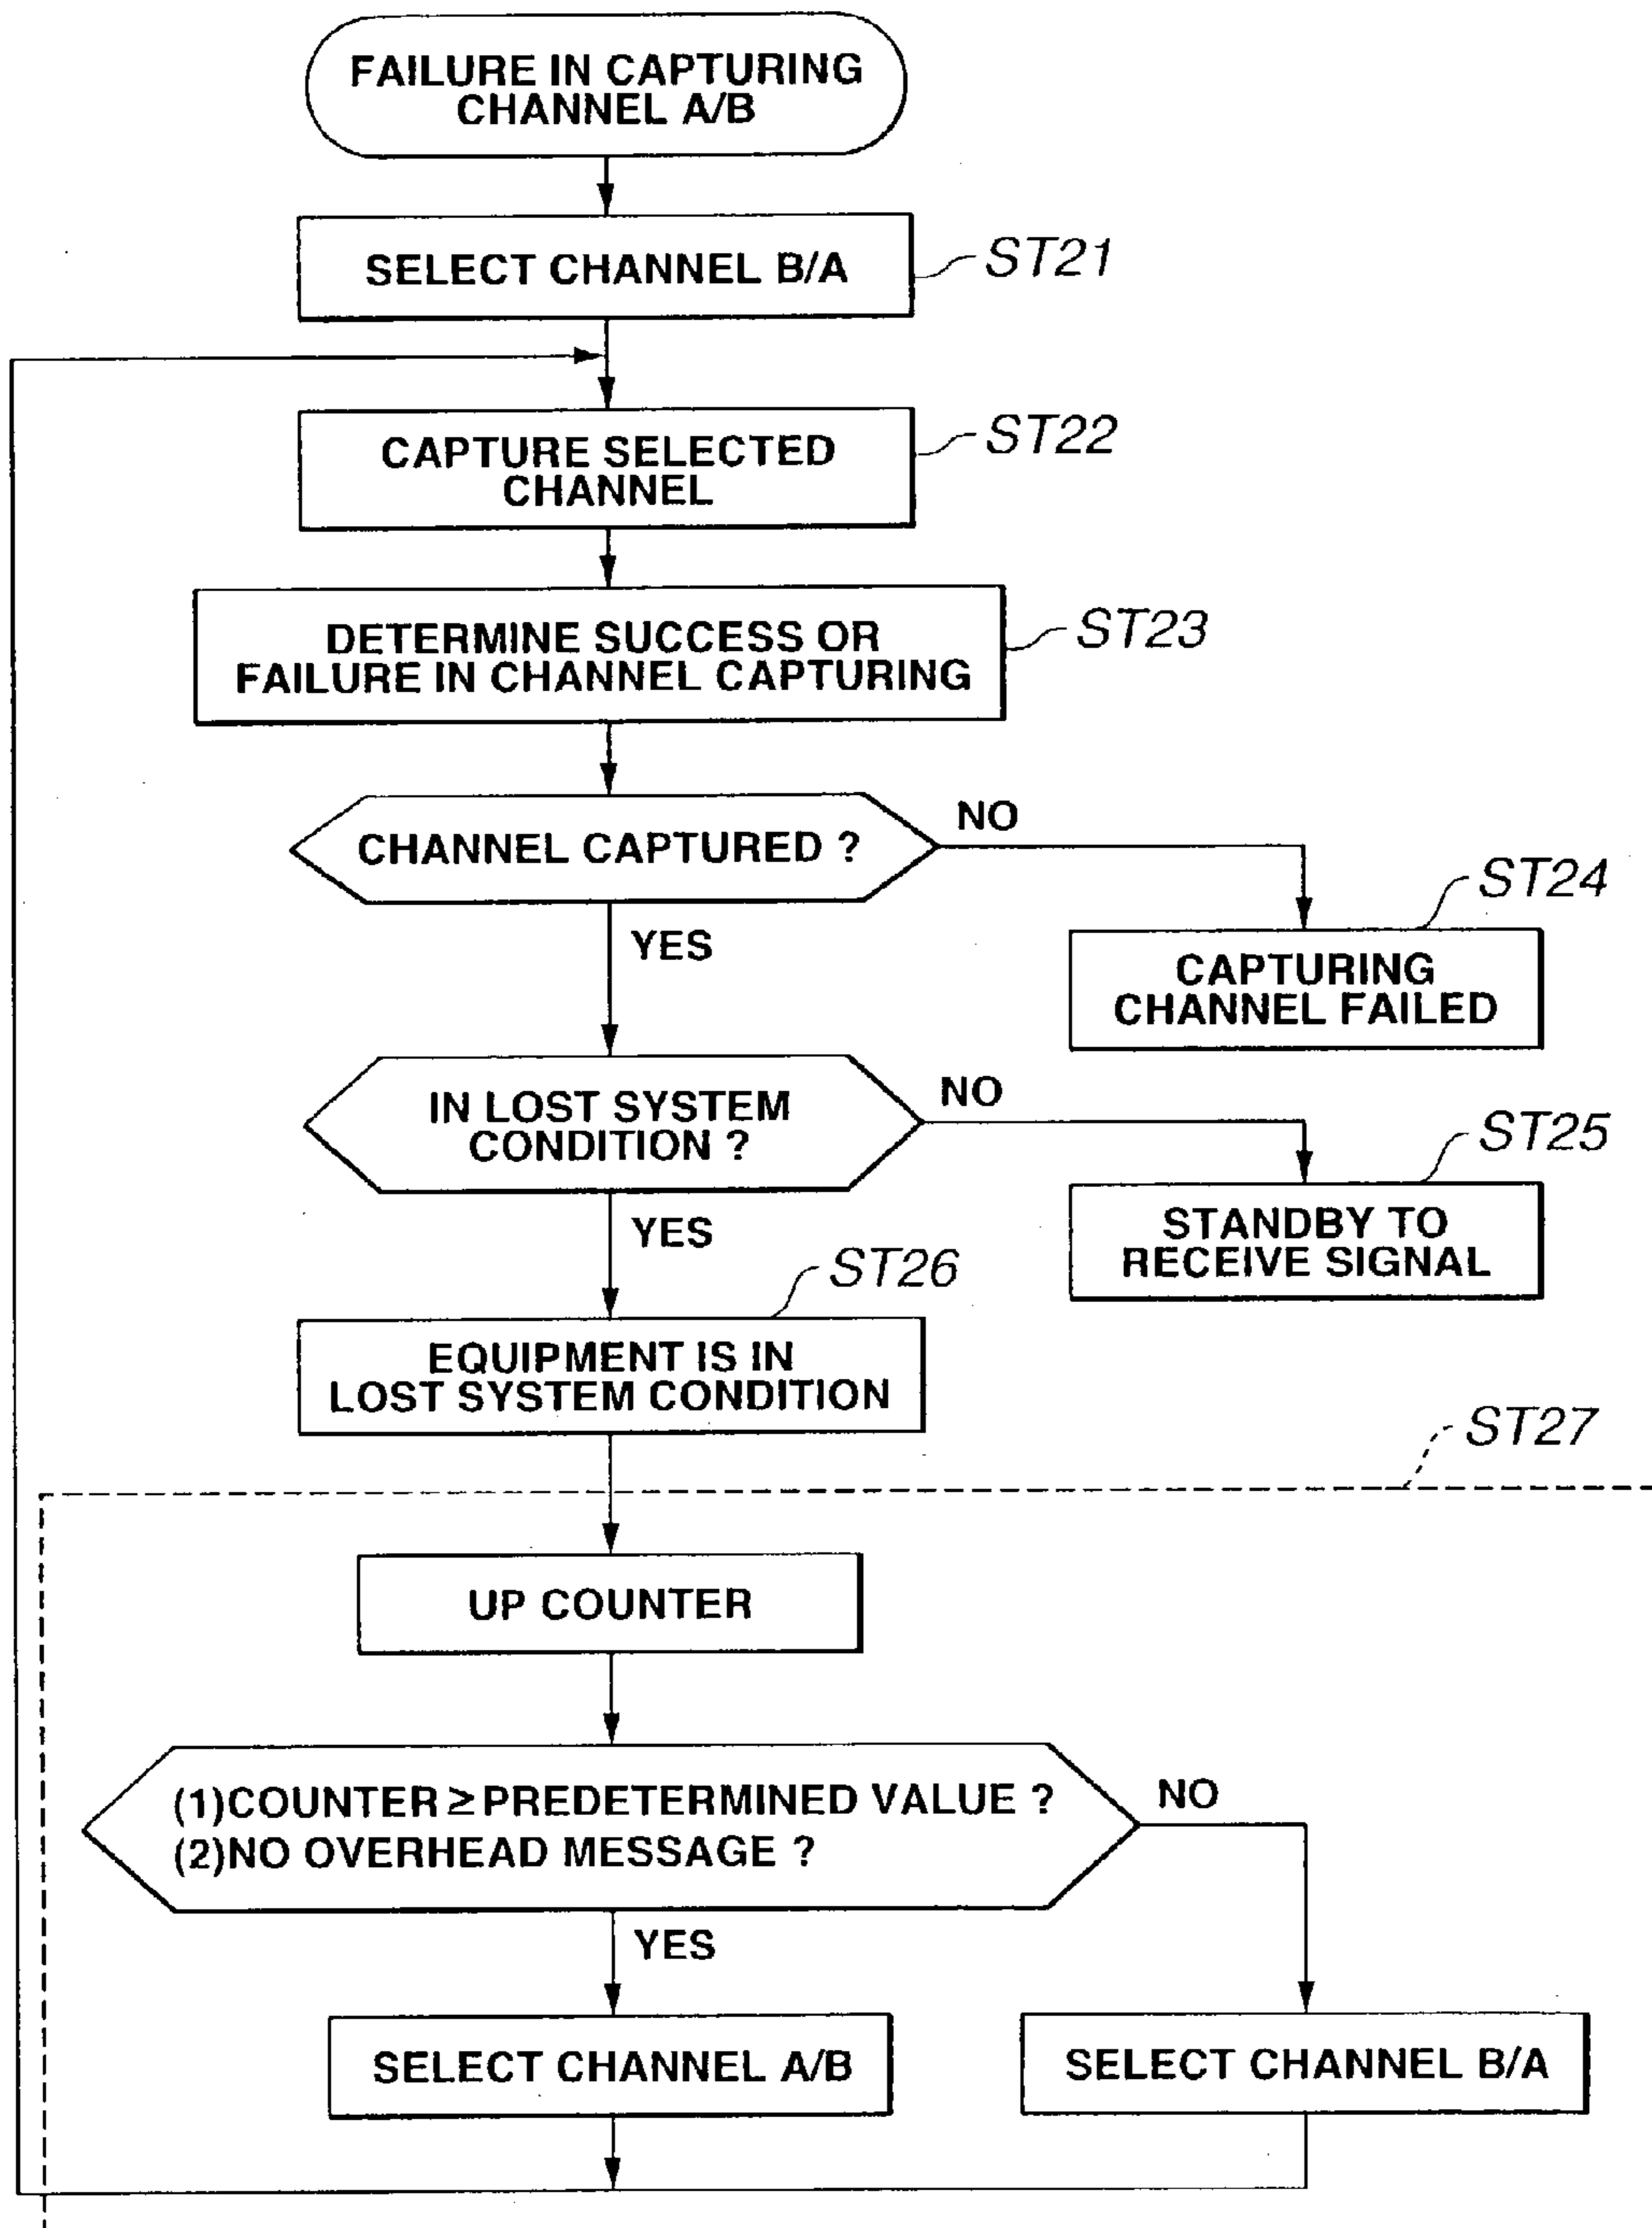 FAILURE IN CAPTURING
CHANNEL A/B
SELECT CHANNEL B/A
ST21
CAPTURE SELECTED
CHANNEL
ST22
DETERMINE SUCCESS OR
FAILURE IN CHANNEL CAPTURING
ST23
CHANNEL CAPTURED ?
NO
YES
ST24
CAPTURING
CHANNEL FAILED
IN LOST SYSTEM
CONDITION ?
NO
YES
ST25
STANDBY TO
RECEIVE SIGNAL
ST26
EQUIPMENT IS IN
LOST SYSTEM CONDITION
ST27
UP COUNTER
(1)COUNTER ≥ PREDETERMINED VALUE ?
(2)NO OVERHEAD MESSAGE ?
NO
YES
SELECT CHANNEL A/B
SELECT CHANNEL B/A